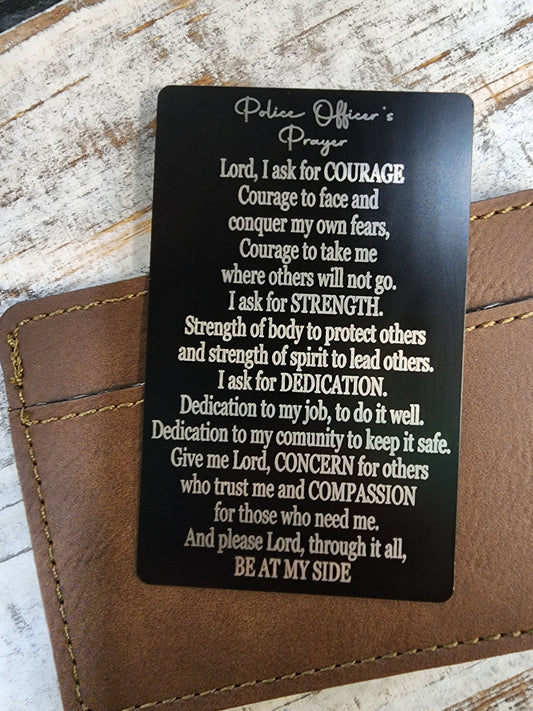 Police Officer's
Prayer
Lord, I ask for COURAGE
Courage to face and
conquer my own fears,
Courage to take me
where others will not go.
I ask for STRENGTH.
Strength of body to protect others
and strength of spirit to lead others.
I ask for DEDICATION.
Dedication to my job, to do it well.
Dedication to my comunity to keep it safe.
Give me Lord, CONCERN for others
who trust me and COMPASSION
for those who need me.
And please Lord, through it all,
BE AT MY SIDE